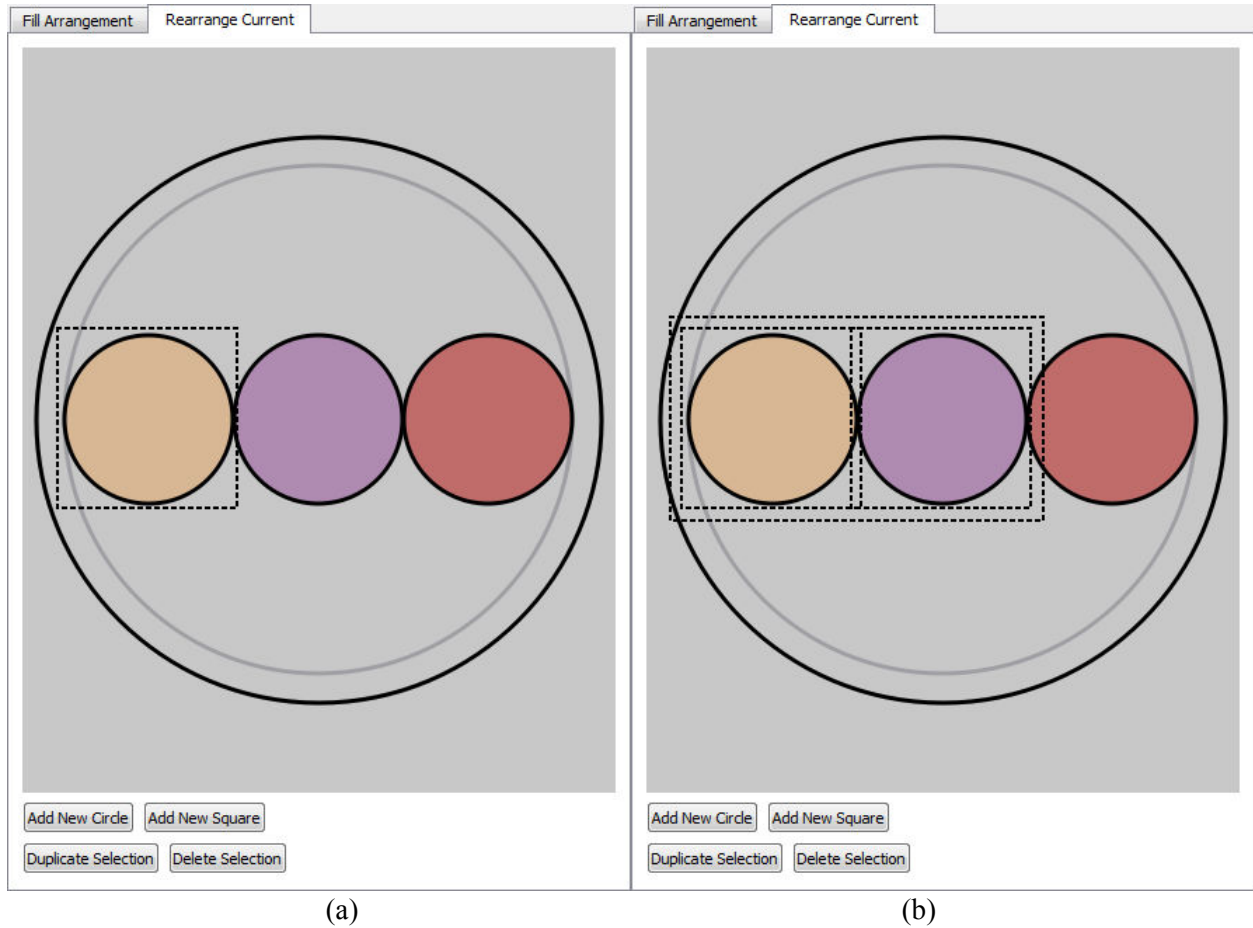 Fill Arrangement Rearrange Current
Fill Arrangement Rearrange Current
Add New Circle Add New Square
Duplicate Selection Delete Selection
Add New Circle Add New Square
Duplicate Selection Delete Selection
(a)
(b)